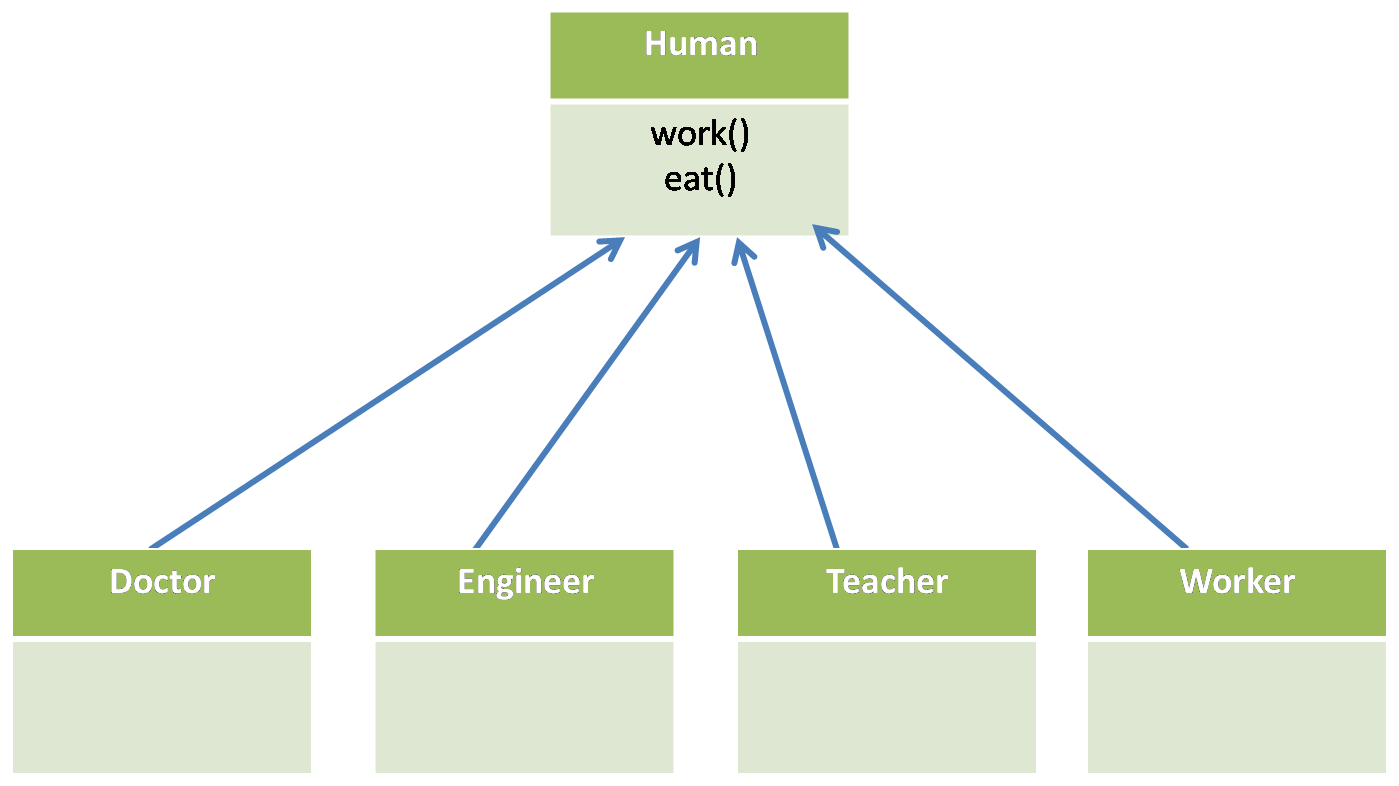 Human
work()
eat()
Doctor
Engineer
Teacher
Worker